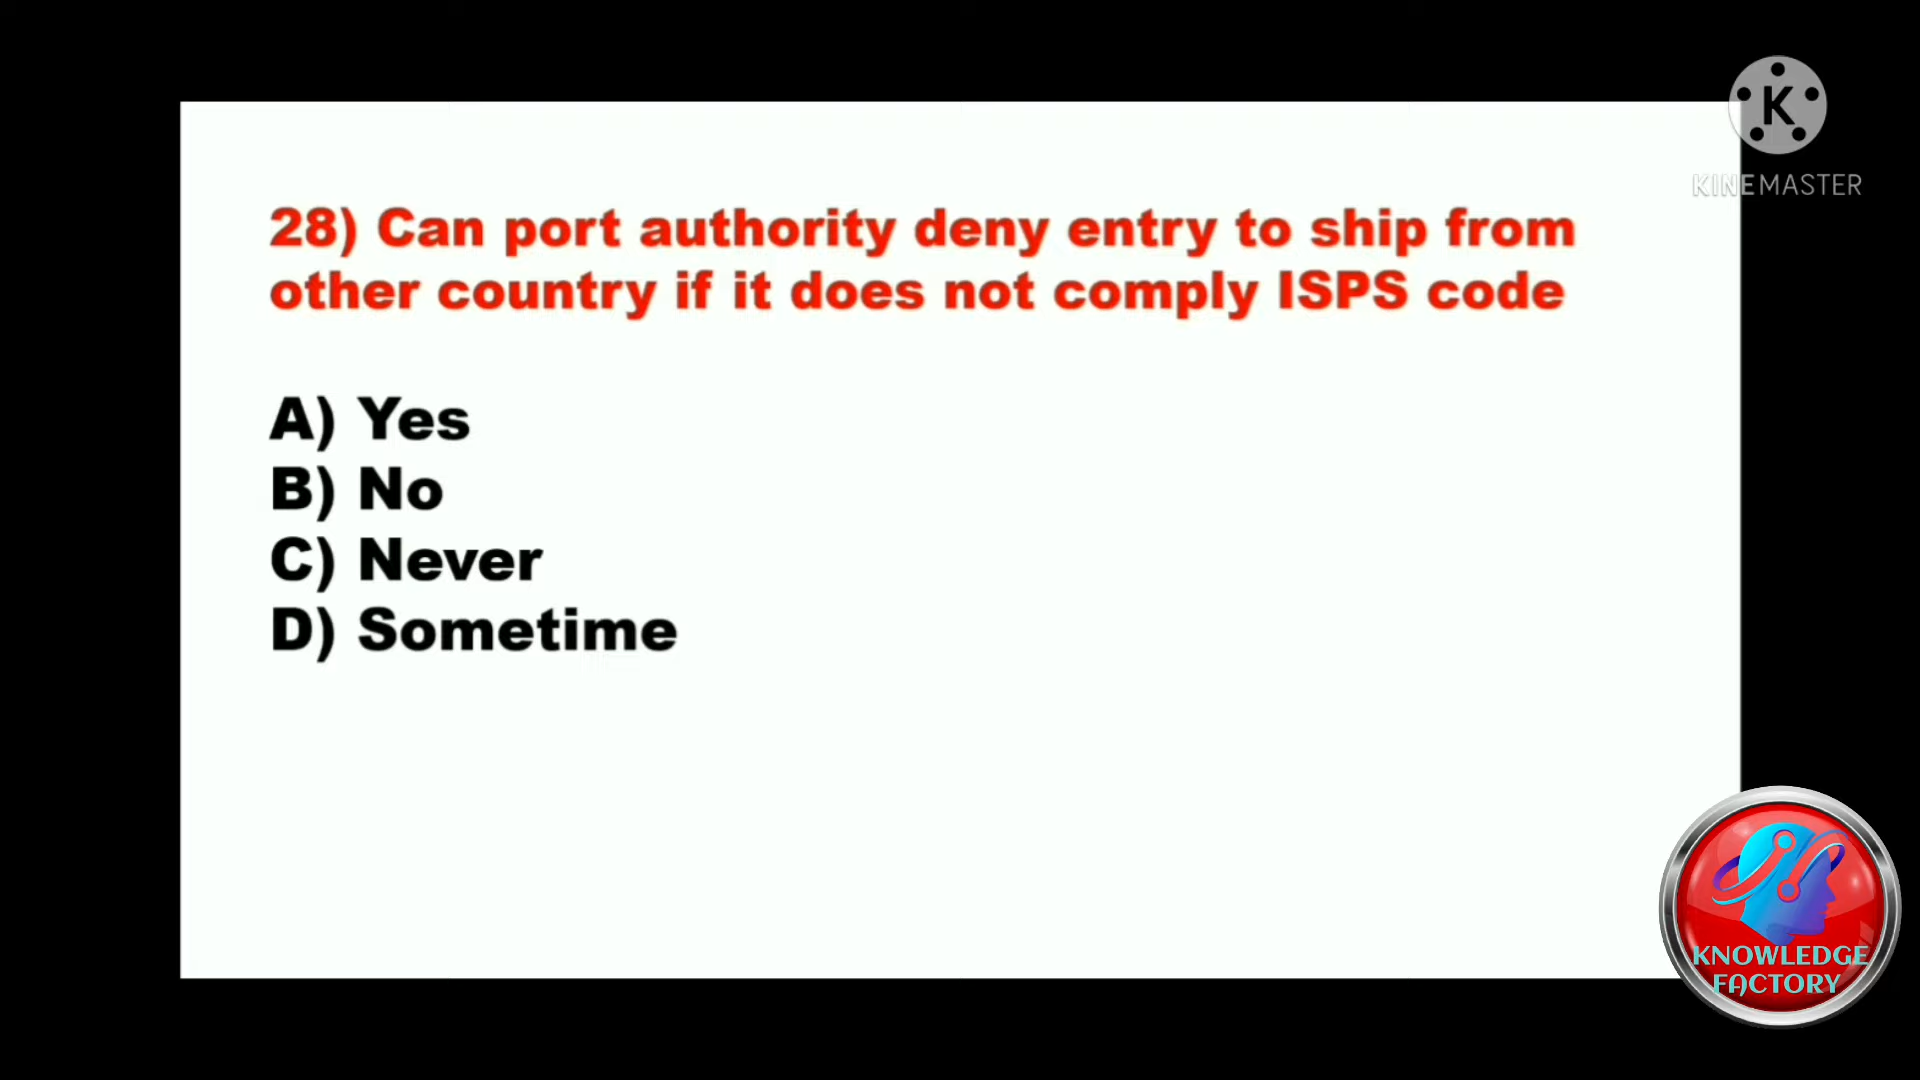 K
KINEMASTER
28) Can port authority deny entry to ship from
other country if it does not comply ISPS code
A) Yes
B) No
C) Never
D) Sometime
KNOWLEDGE
FACTORY